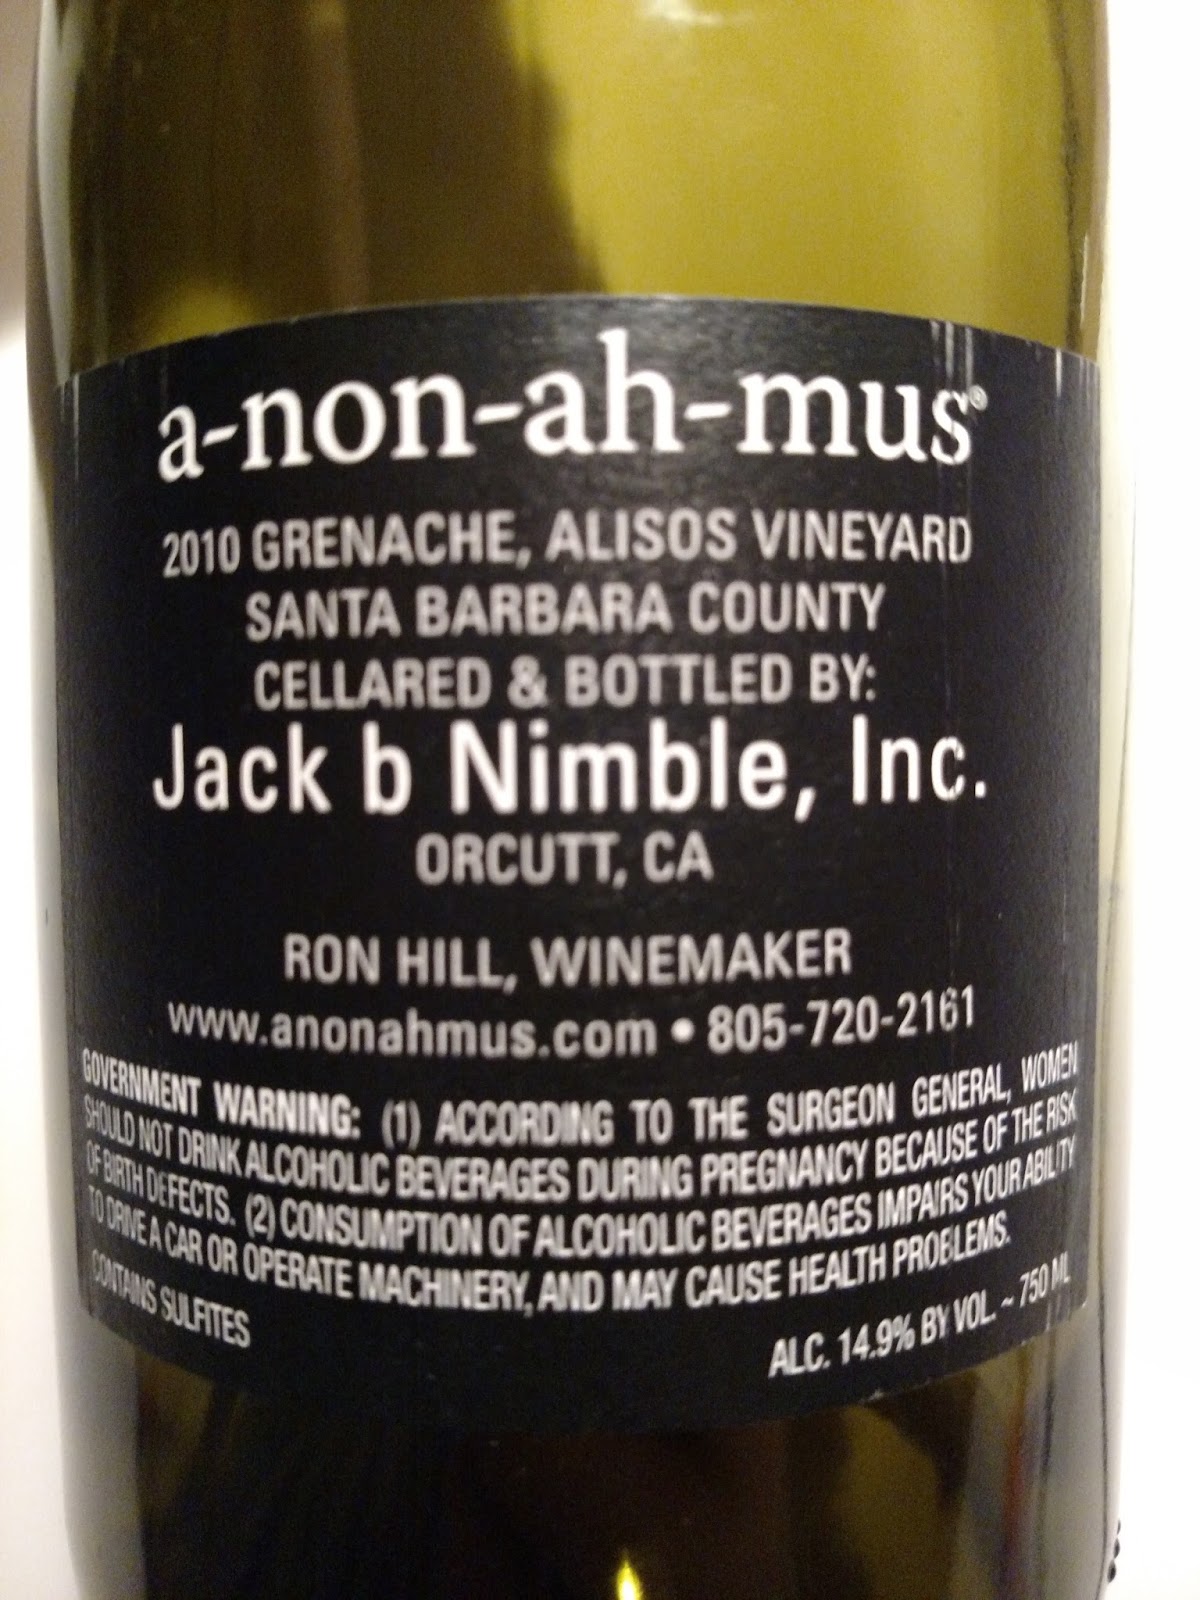 a-non-ah-mus®
2010 GRENACHE, ALISOS VINEYARD
SANTA BARBARA COUNTY
CELLARED & BOTTLED BY:
Jack b Nimble, Inc.
ORCUTT, CA
RON HILL, WINEMAKER
www.anonahmus.com • 805-720-2161
GOVERNMENT WARNING: (1) ACCORDING TO THE SURGEON GENERAL, WOMEN
SHOULD NOT DRINK ALCOHOLIC BEVERAGES DURING PREGNANCY BECAUSE OF THE RISK
OF BIRTH DEFECTS. (2) CONSUMPTION OF ALCOHOLIC BEVERAGES IMPAIRS YOUR ABILITY
TO DRIVE A CAR OR OPERATE MACHINERY, AND MAY CAUSE HEALTH PROBLEMS.
CONTAINS SULFITES
ALC. 14.9% BY VOL. ~ 750 ML